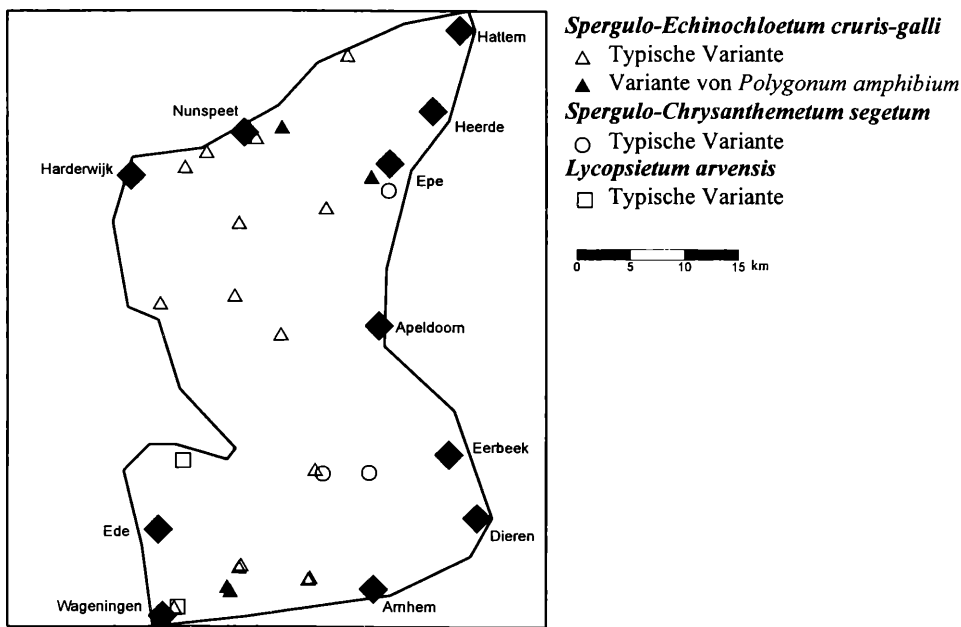 Hattem
Nunspeet
Heerde
Harderwijk
Epe
Apeldoorn
Eerbeek
Ede
Dieren
Wageningen
Arnhem
Spergulo-Echinochloetum cruris-galli
Typische Variante
Variante von Polygonum amphibium
Spergulo-Chrysanthemetum segetum
Typische Variante
Lycopsietum arvensis
Typische Variante
0 5 10 15 km